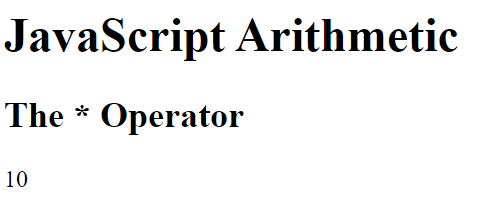 JavaScript Arithmetic
The * Operator
10